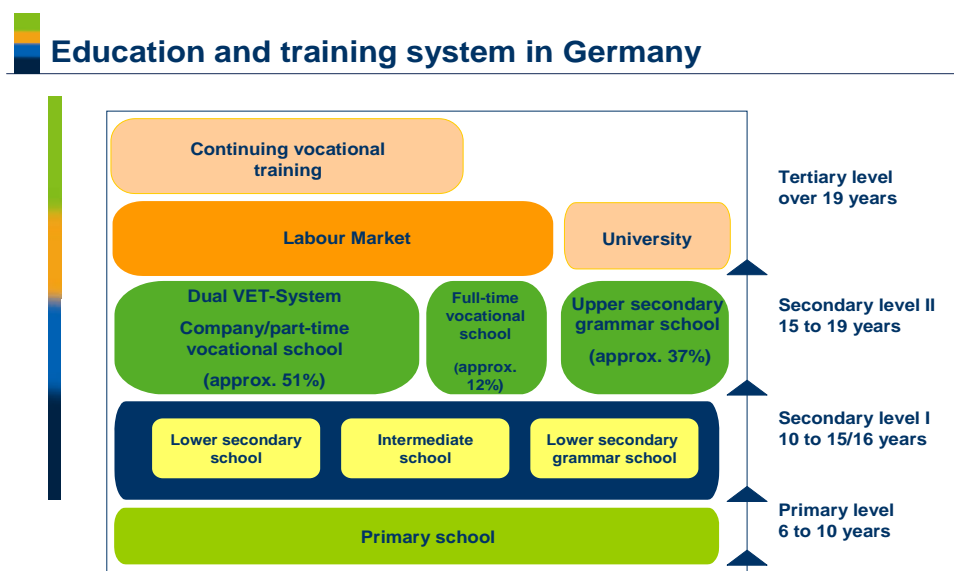 Education and training system in Germany
Continuing vocational
training
Tertiary level
over 19 years
Labour Market
University
Dual VET-System
Company/part-time
vocational school
(approx. 51%)
Full-time
vocational
school
(approx.
12%)
Upper secondary
grammar school
(approx. 37%)
Secondary level II
15 to 19 years
Lower secondary
school
Intermediate
school
Lower secondary
grammar school
Secondary level I
10 to 15/16 years
Primary school
Primary level
6 to 10 years